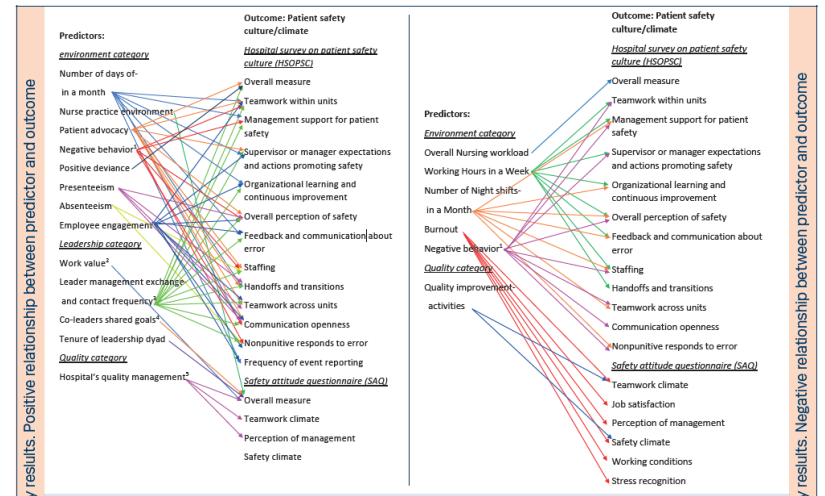 y reslults. Positive relationship between predictor and outcome
Predictors:
environment category
Number of days of-
in a month
Nurse practice environment
Patient advocacy
Negative behavior¹
Positive deviance
Presenteeism
Absenteeism
Employee engagement
Leadership category
Work value²
Leader management exchange
and contact frequency³
Co-leaders shared goals⁴
Tenure of leadership dyad
Quality category
Hospital's quality management⁵
Outcome: Patient safety
culture/climate
Hospital survey on patient safety
culture (HSOPSC)
Overall measure
Teamwork within units
Management support for patient
safety
Supervisor or manager expectations
and actions promoting safety
Organizational learning and
continuous improvement
Overall perception of safety
Feedback and communication about
error
Staffing
Handoffs and transitions
Teamwork across units
Communication openness
Nonpunitive responds to error
Frequency of event reporting
Safety attitude questionnaire (SAQ)
Overall measure
Teamwork climate
Perception of management
Safety climate
Predictors:
Environment category
Overall Nursing workload
Working Hours in a Week
Number of Night shifts-
in a Month
Burnout
Negative behavior¹
Quality category
Quality improvement-
activities
Outcome: Patient safety
culture/climate
Hospital survey on patient safety
culture (HSOPSC)
Overall measure
Teamwork within units
Management support for patient
safety
Supervisor or manager expectations
and actions promoting safety
Organizational learning and
continuous improvement
Overall perception of safety
Feedback and communication about
error
Staffing
Handoffs and transitions
Teamwork across units
Communication openness
Nonpunitive responds to error
Safety attitude questionnaire (SAQ)
Teamwork climate
Job satisfaction
Perception of management
Safety climate
Working conditions
Stress recognition
y reslults. Negative relationship between predictor and outcome